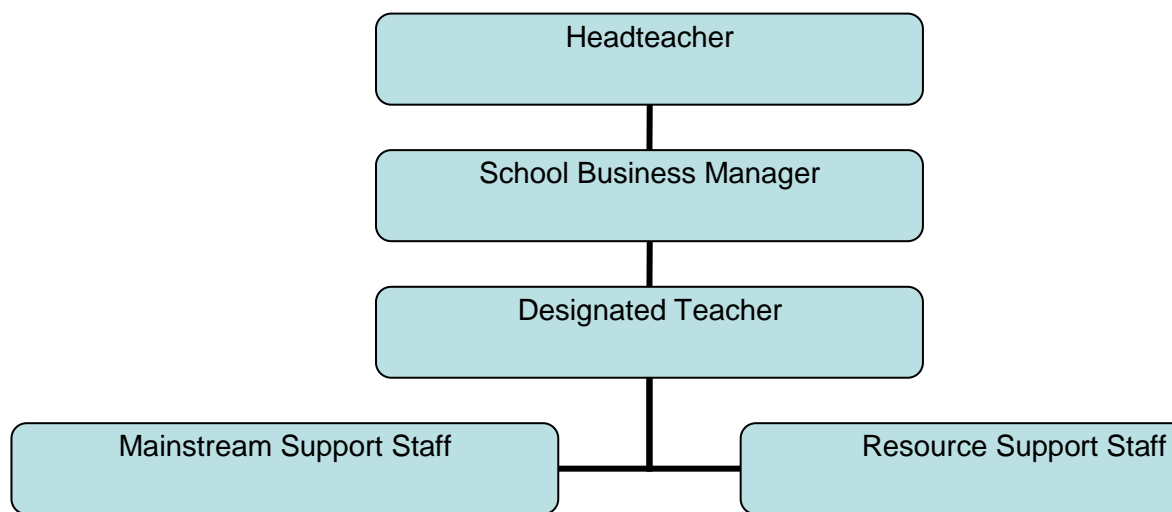 Headteacher
School Business Manager
Designated Teacher
Mainstream Support Staff
Resource Support Staff